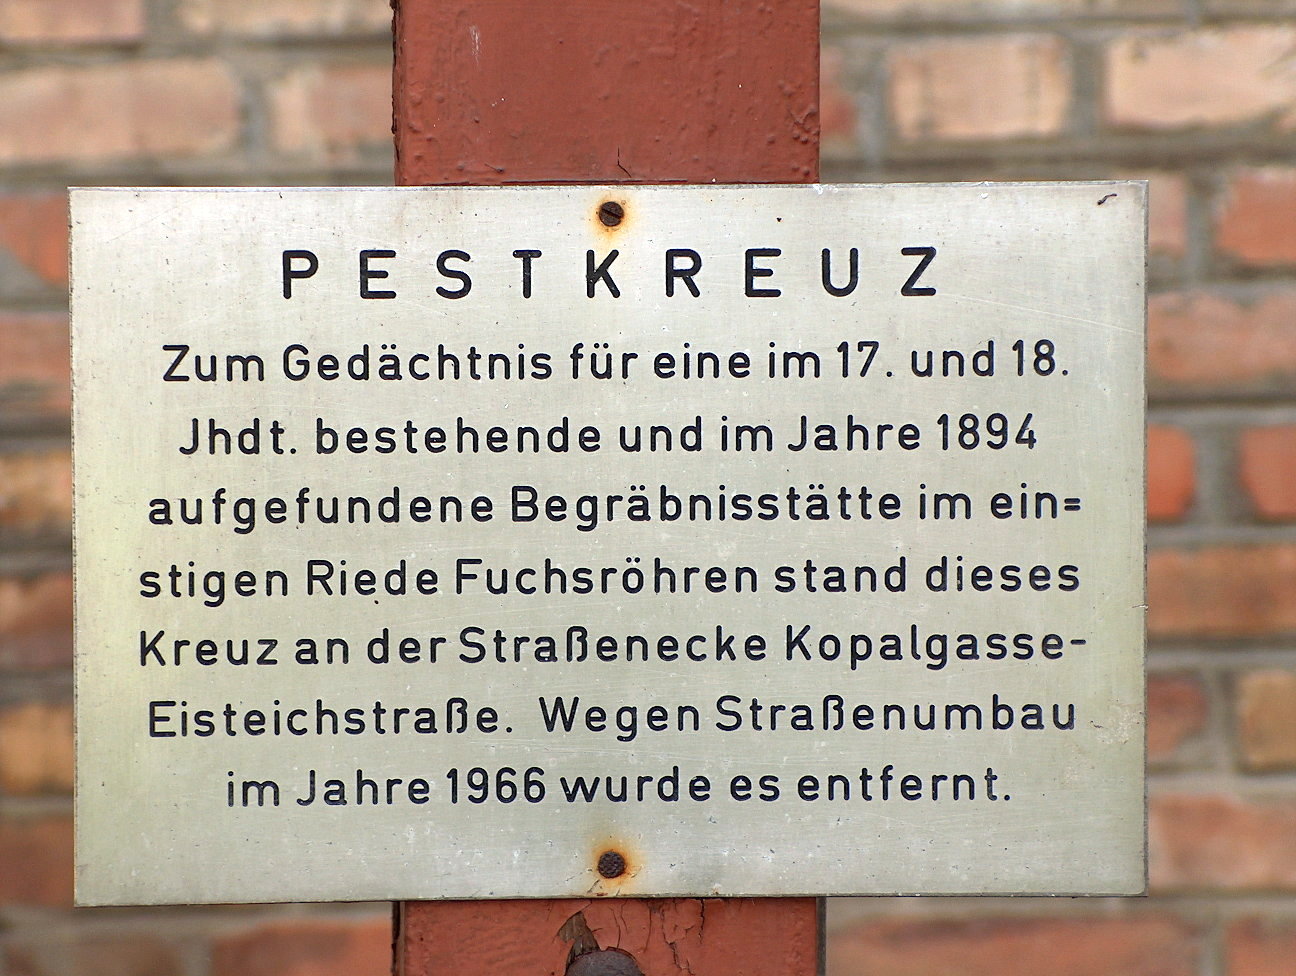 PESTKREUZ
Zum Gedächtnis für eine im 17. und 18.
Jhdt. bestehende und im Jahre 1894
aufgefundene Begräbnisstätte im ein=
stigen Riede Fuchsröhren stand dieses
Kreuz an der Straßenecke Kopalgasse-
Eisteichstraße. Wegen Straßenumbau
im Jahre 1966 wurde es entfernt.